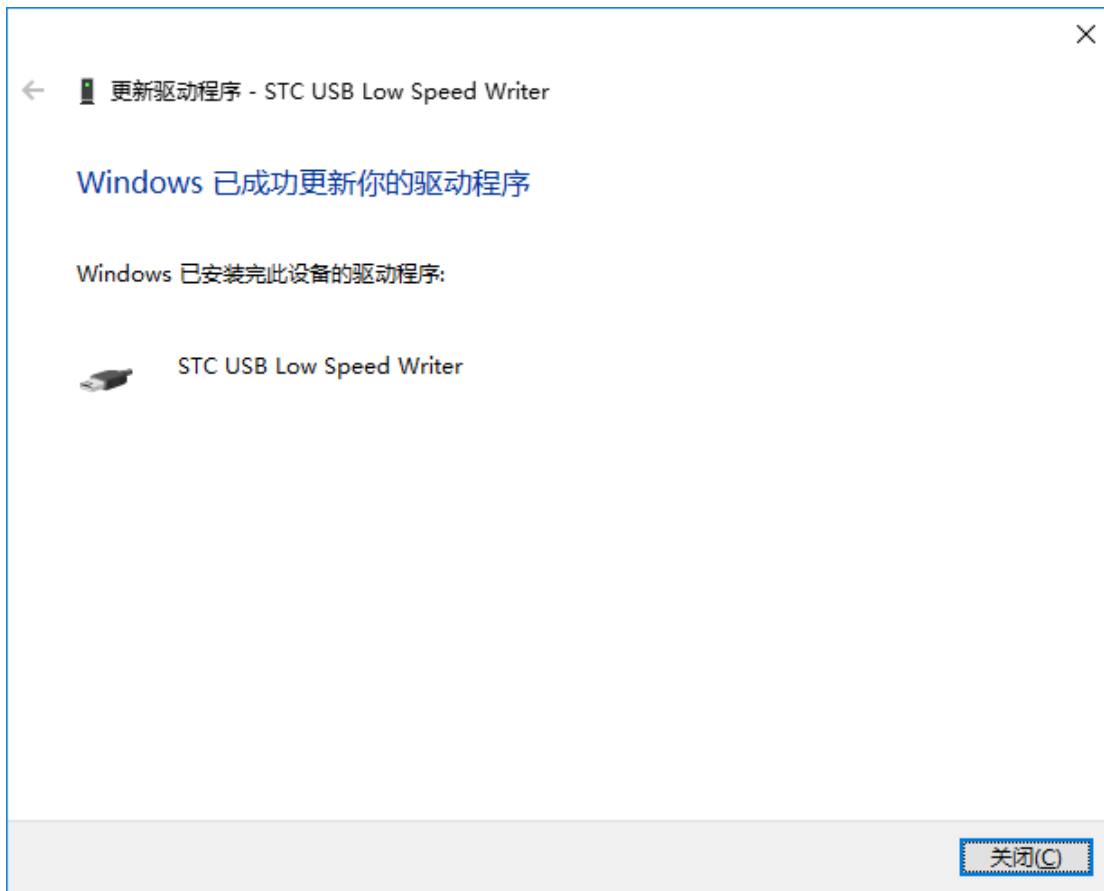 更新驱动程序 - STC USB Low Speed Writer
Windows 已成功更新你的驱动程序
Windows 已安装完此设备的驱动程序:
STC USB Low Speed Writer
关闭(C)